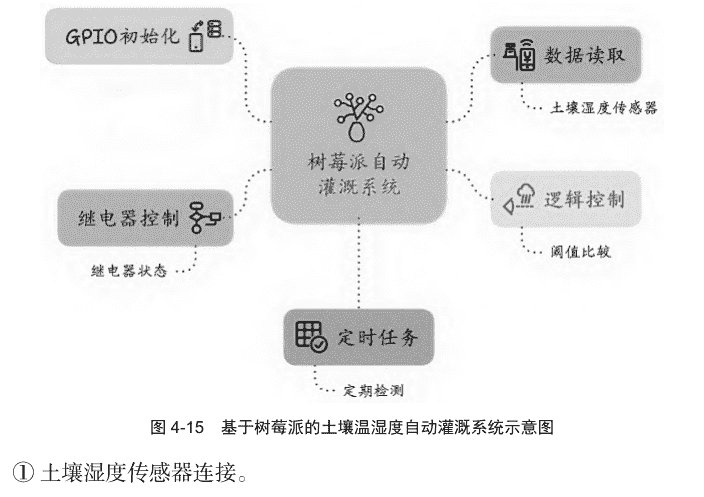 GPIO初始化
数据读取
土壤湿度传感器
树莓派自动
灌溉系统
继电器控制
继电器状态
逻辑控制
阈值比较
定时任务
定期检测
图 4-15 基于树莓派的土壤温湿度自动灌溉系统示意图
① 土壤湿度传感器连接。